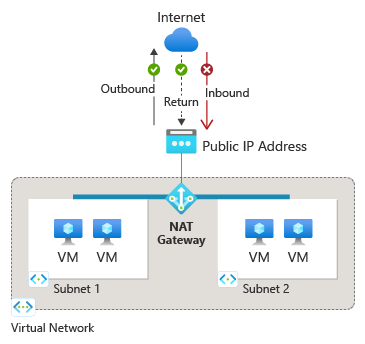 Internet
Outbound
Inbound
Return
Public IP Address
NAT
Gateway
VM VM
VM VM
Subnet 1
Subnet 2
Virtual Network